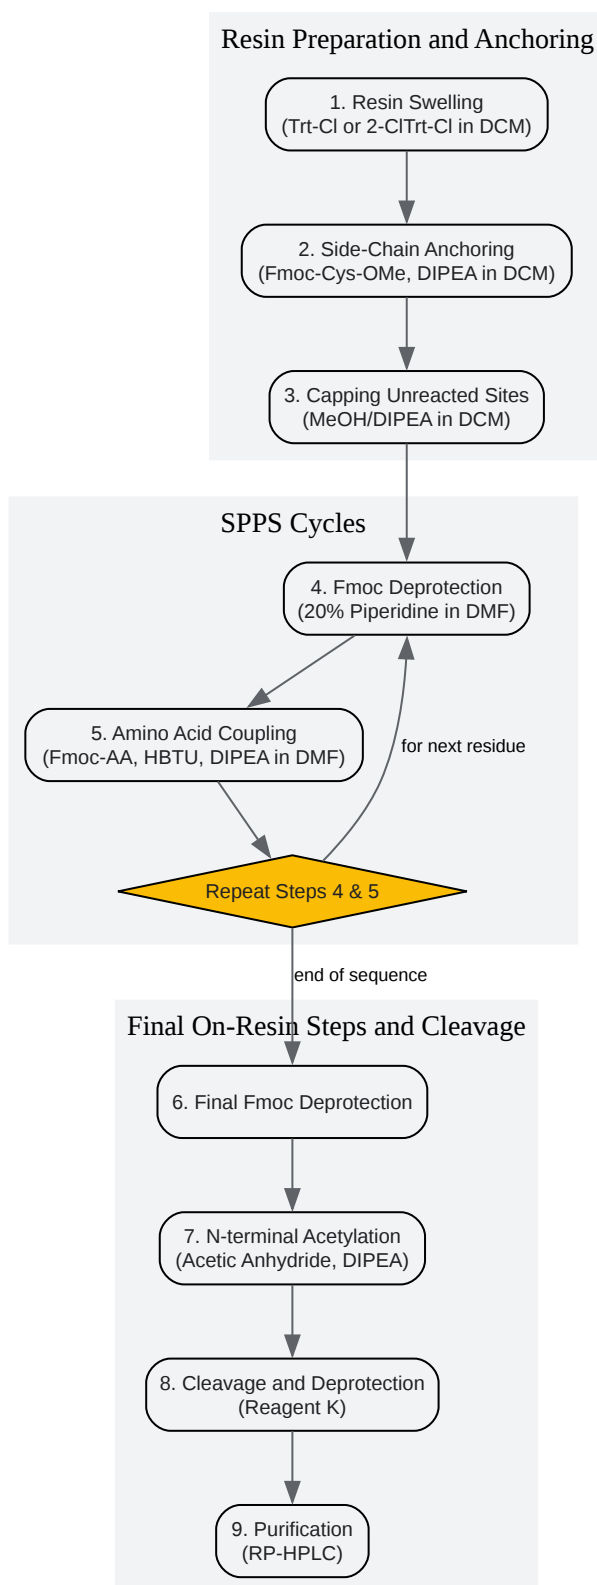 Resin Preparation and Anchoring
1. Resin Swelling
(Trt-Cl or 2-ClTrt-Cl in DCM)
2. Side-Chain Anchoring
(Fmoc-Cys-OMe, DIPEA in DCM)
3. Capping Unreacted Sites
(MeOH/DIPEA in DCM)
SPPS Cycles
4. Fmoc Deprotection
(20% Piperidine in DMF)
5. Amino Acid Coupling
(Fmoc-AA, HBTU, DIPEA in DMF)
for next residue
Repeat Steps 4 & 5
end of sequence
Final On-Resin Steps and Cleavage
6. Final Fmoc Deprotection
7. N-terminal Acetylation
(Acetic Anhydride, DIPEA)
8. Cleavage and Deprotection
(Reagent K)
9. Purification
(RP-HPLC)